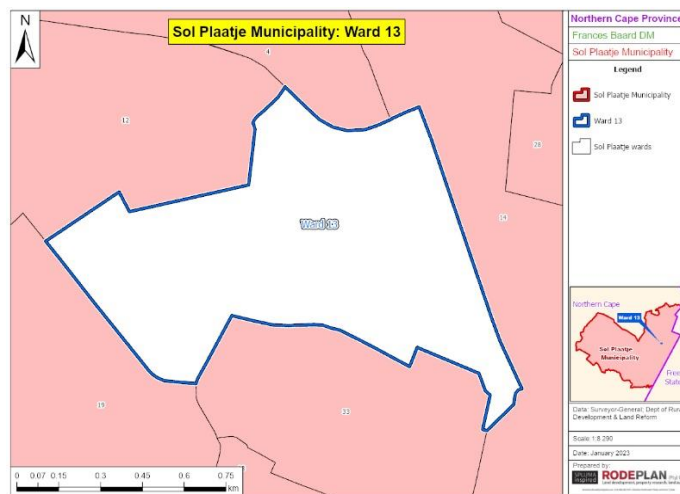 N
Sol Plaatje Municipality: Ward 13
4
12
28
14
Ward 13
33
0 0.07 0.15 0.3 0.45 0.6 0.75
km
Northern Cape Province
Frances Baard DM
Sol Plaatje Municipality
Legend
Sol Plaatje Municipality
Ward 13
Sol Plaatje wards
Northern Cape
Ward 13
Sol Plaatje
Municipality
Free
State
Data: Surveyor-General; Dept of Rur
Development & Land Reform
Scale: 1:8 290
Date: January 2023
Prepared by:
SPLUMA
inspired
RODEPLAN